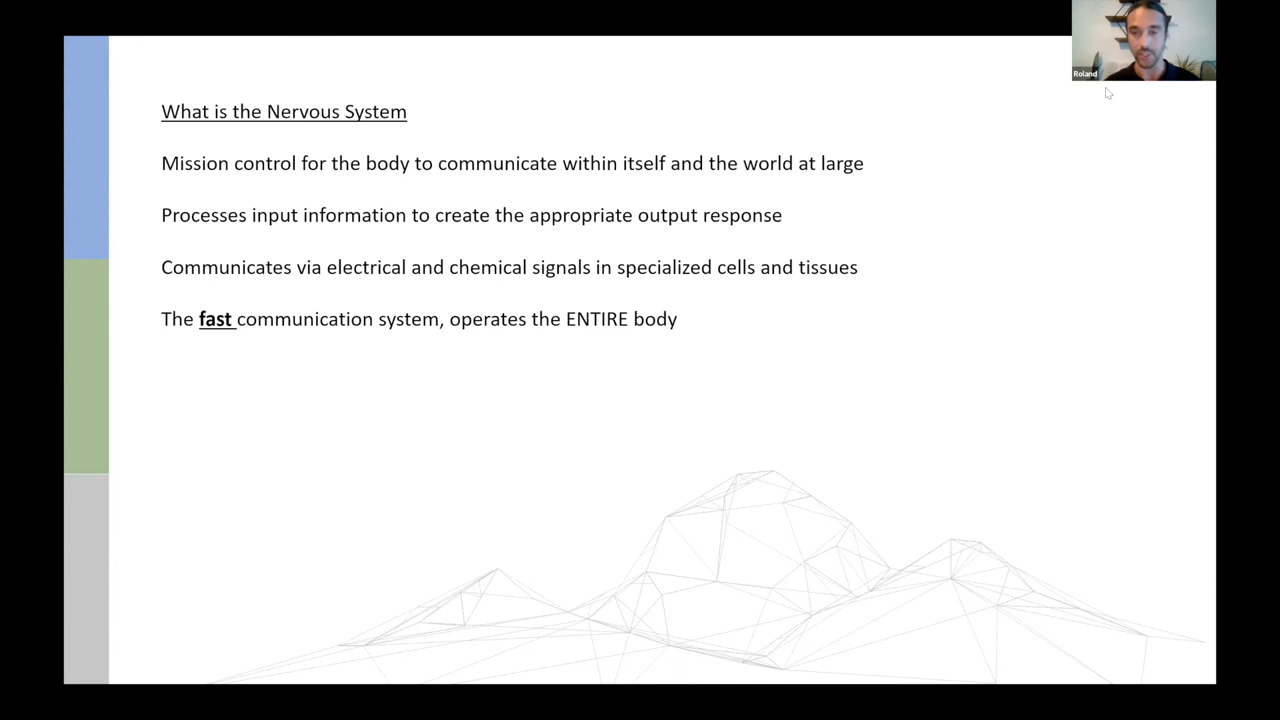 Roland
What is the Nervous System
Mission control for the body to communicate within itself and the world at large
Processes input information to create the appropriate output response
Communicates via electrical and chemical signals in specialized cells and tissues
The fast communication system, operates the ENTIRE body